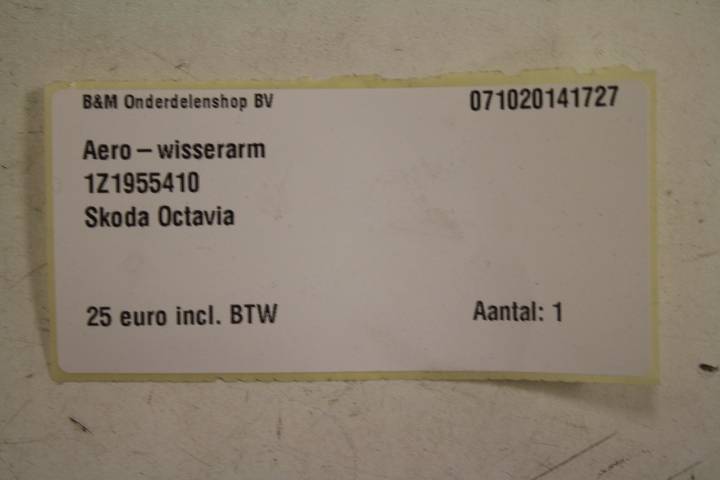 B&M Onderdelenshop BV 071020141727
Aero – wisserarm
1Z1955410
Skoda Octavia
25 euro incl. BTW Aantal: 1